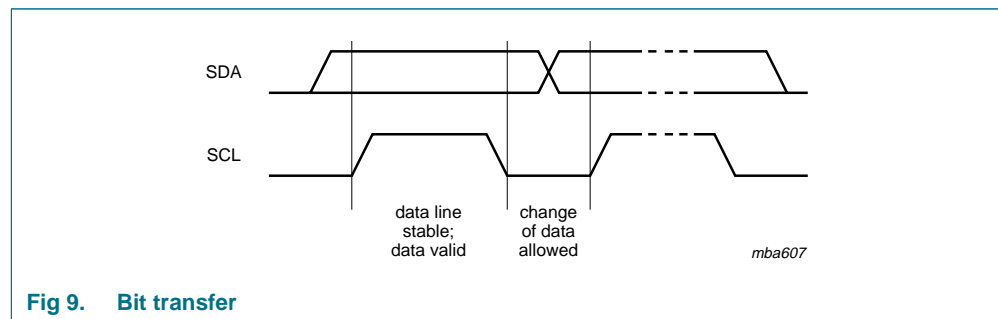 SDA
SCL
data line
stable;
data valid
change
of data
allowed
mba607
Fig 9. Bit transfer